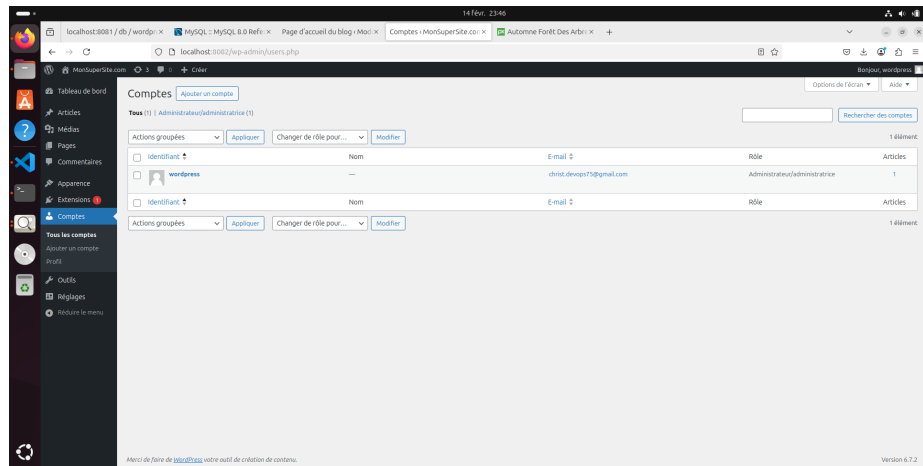 14 févr. 23:46
localhost:8081 / db / wordpr
MySQL :: MySQL 8.0 Refe
Page d'accueil du blog ‹ Mod
Comptes ‹ MonSuperSite.con
Automne Forêt Des Arbre
localhost:8082/wp-admin/users.php
MonSuperSite.com 3 0 + Créer
Bonjour, wordpress
Tableau de bord
Articles
Médias
Pages
Commentaires
Apparence
Extensions 1
Comptes
Tous les comptes
Ajouter un compte
Profil
Outils
Réglages
Réduire le menu
Options de l'écran ▼ Aide ▼
Comptes Ajouter un compte
Tous (1) | Administrateur/administratrice (1)
Rechercher des comptes
Actions groupées Appliquer Changer de rôle pour… Modifier 1 élément
Identifiant Nom E-mail Rôle Articles
wordpress — christ.devops75@gmail.com Administrateur/administratrice 1
Identifiant Nom E-mail Rôle Articles
Actions groupées Appliquer Changer de rôle pour… Modifier 1 élément
Merci de faire de WordPress votre outil de création de contenu. Version 6.7.2